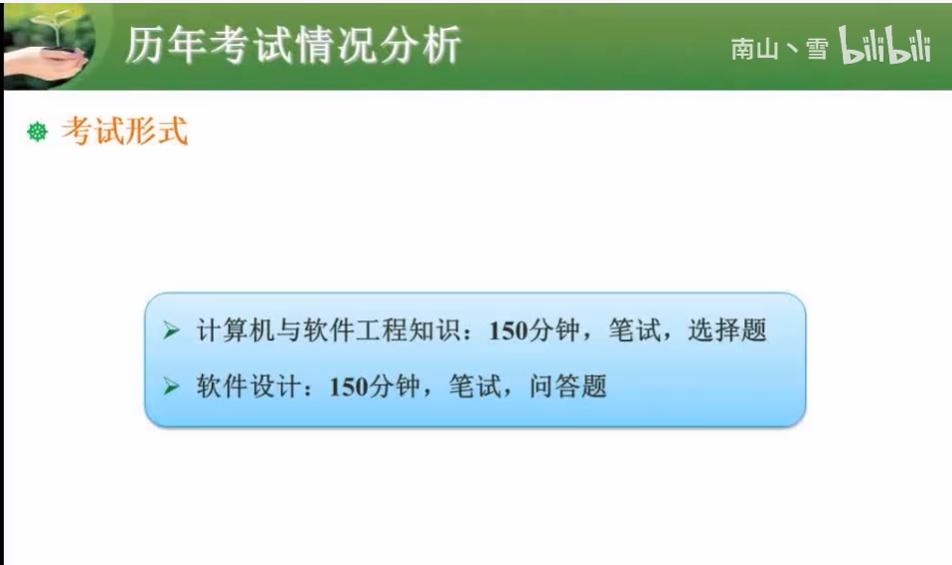 历年考试情况分析
南山丶雪 bilibili
考试形式
计算机与软件工程知识：150分钟，笔试，选择题
软件设计：150分钟，笔试，问答题